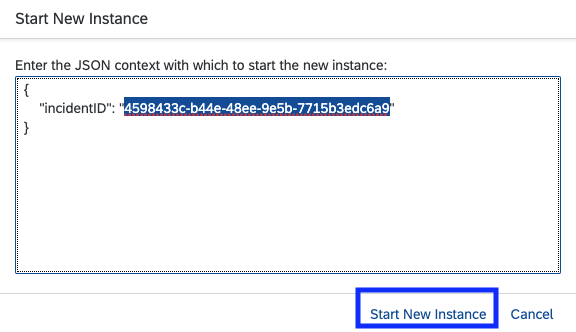 Start New Instance
Enter the JSON context with which to start the new instance:
{
"incidentID": "4598433c-b44e-48ee-9e5b-7715b3edc6a9"
}
Start New Instance Cancel